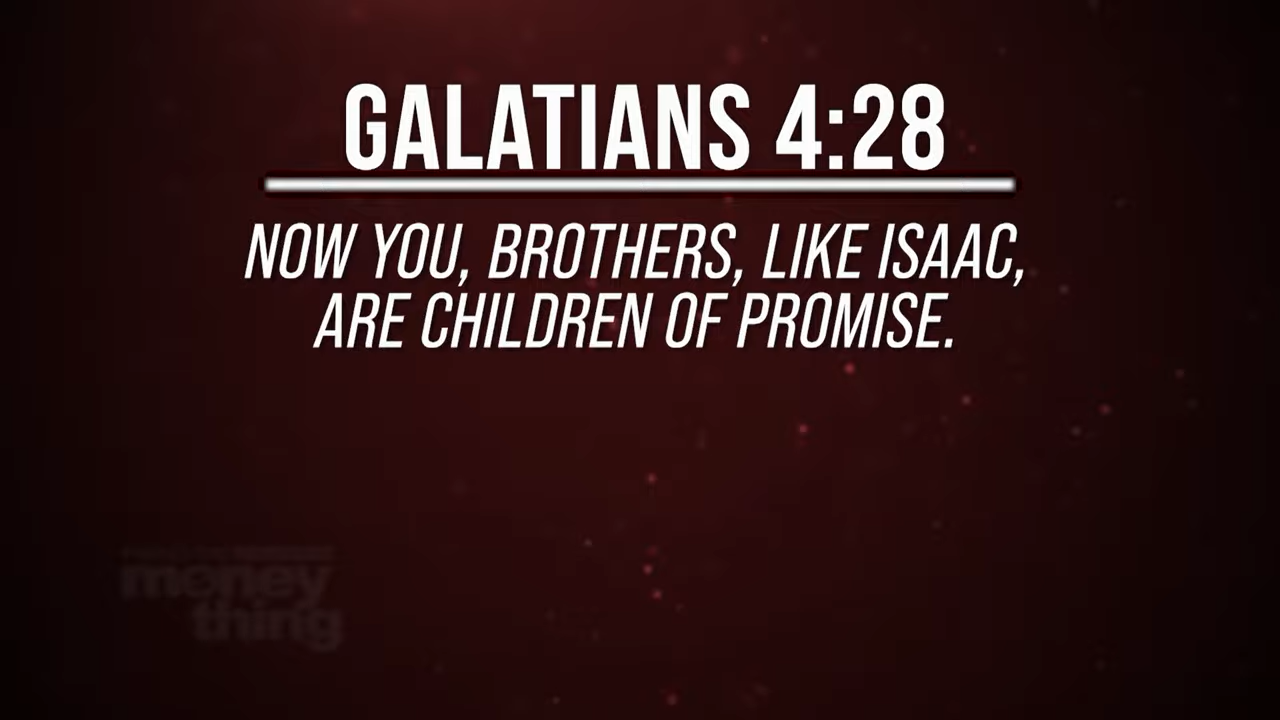 GALATIANS 4:28
NOW YOU, BROTHERS, LIKE ISAAC,
ARE CHILDREN OF PROMISE.
money
thing